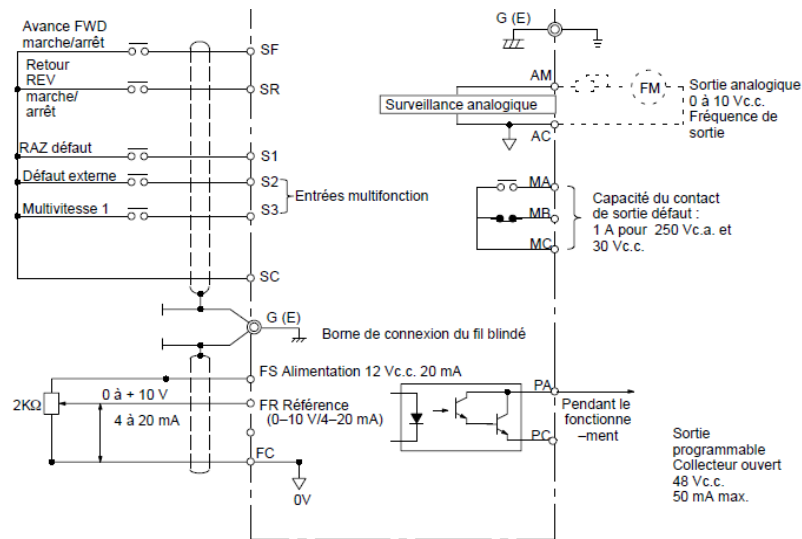 Avance FWD
marche/arrêt
SF
Retour
REV
marche/
arrêt
SR
RAZ défaut
S1
Défaut externe
S2
Entrées multifonction
Multivitesse 1
S3
SC
G (E)
Borne de connexion du fil blindé
FS Alimentation 12 Vc.c. 20 mA
2KΩ
0 à + 10 V
4 à 20 mA
FR Référence
(0–10 V/4–20 mA)
FC
0V
G (E)
AM
FM
Surveillance analogique
AC
Sortie analogique
0 à 10 Vc.c.
Fréquence de
sortie
MA
MB
MC
Capacité du contact
de sortie défaut :
1 A pour 250 Vc.a. et
30 Vc.c.
PA
PC
Pendant le
fonctionne
–ment
Sortie
programmable
Collecteur ouvert
48 Vc.c.
50 mA max.